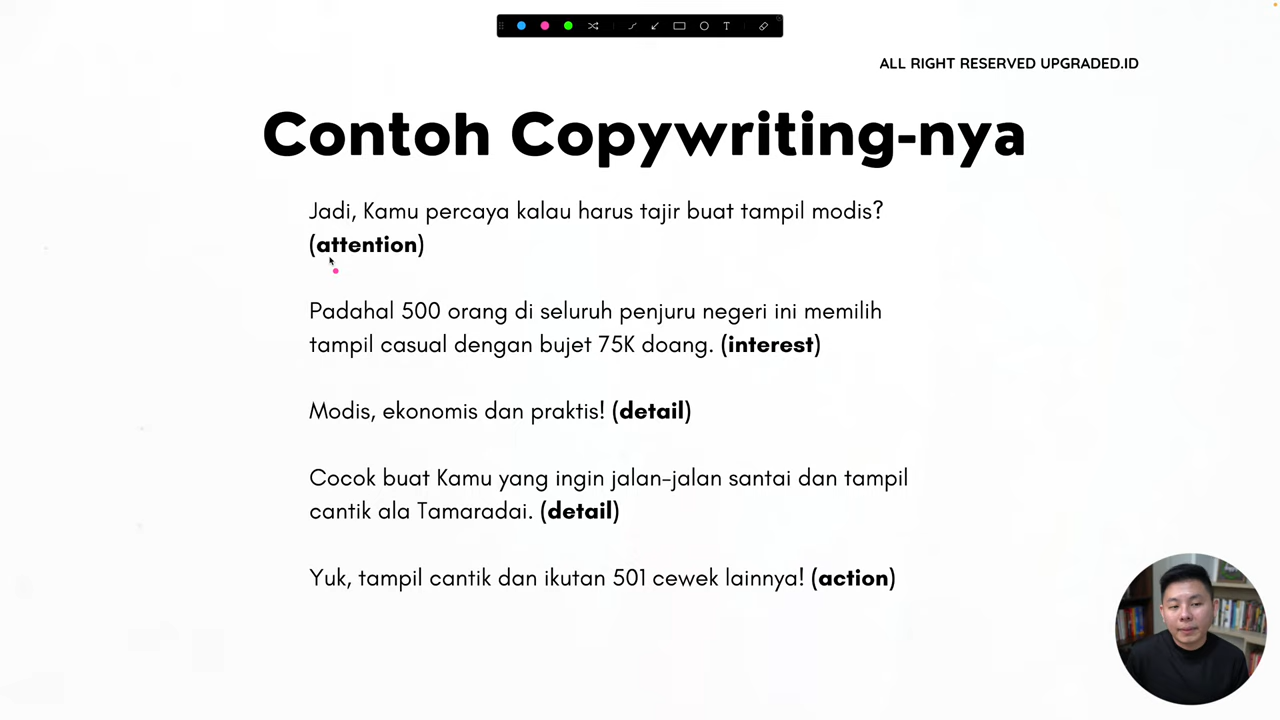 ALL RIGHT RESERVED UPGRADED.ID
Contoh Copywriting-nya
Jadi, Kamu percaya kalau harus tajir buat tampil modis?
(attention)
Padahal 500 orang di seluruh penjuru negeri ini memilih
tampil casual dengan bujet 75K doang. (interest)
Modis, ekonomis dan praktis! (detail)
Cocok buat Kamu yang ingin jalan-jalan santai dan tampil
cantik ala Tamaradai. (detail)
Yuk, tampil cantik dan ikutan 501 cewek lainnya! (action)